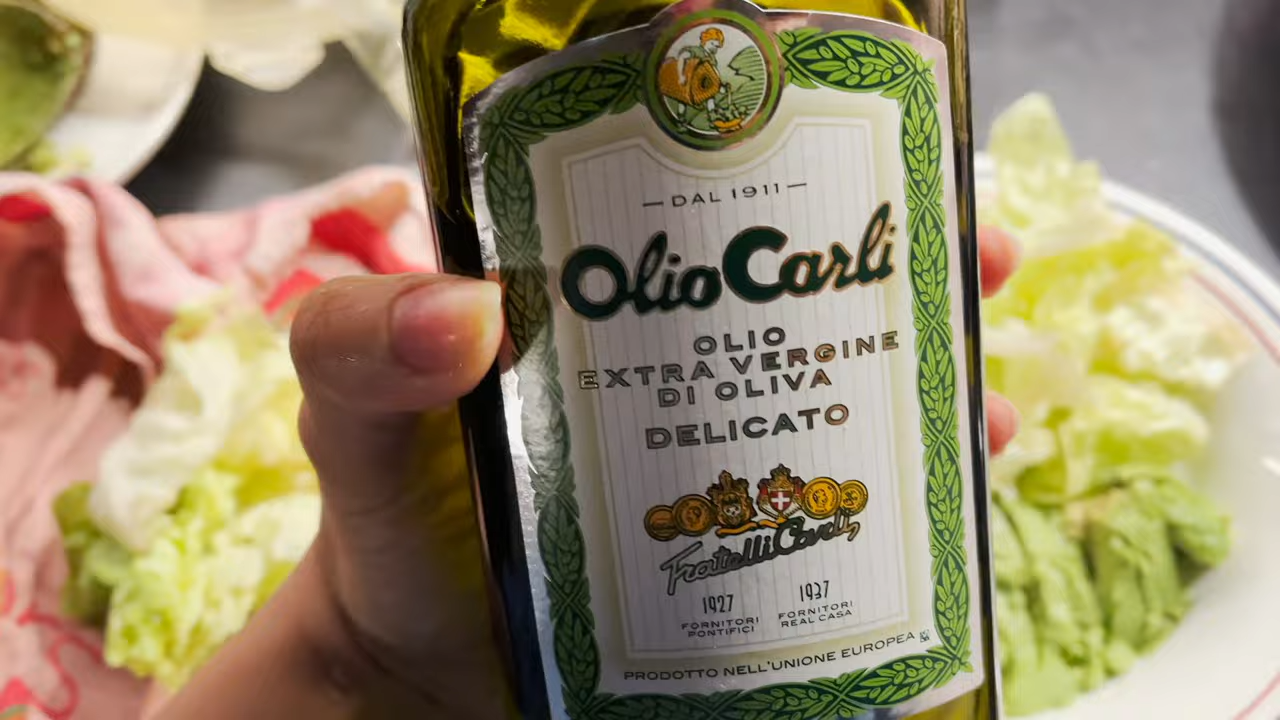 DAL 1911
Olio Carli
OLIO
EXTRA VERGINE
DI OLIVA
DELICATO
Fratelli Carli
1927 1937
FORNITORI PONTIFICI
FORNITORI REAL CASA
PRODOTTO NELL'UNIONE EUROPEA